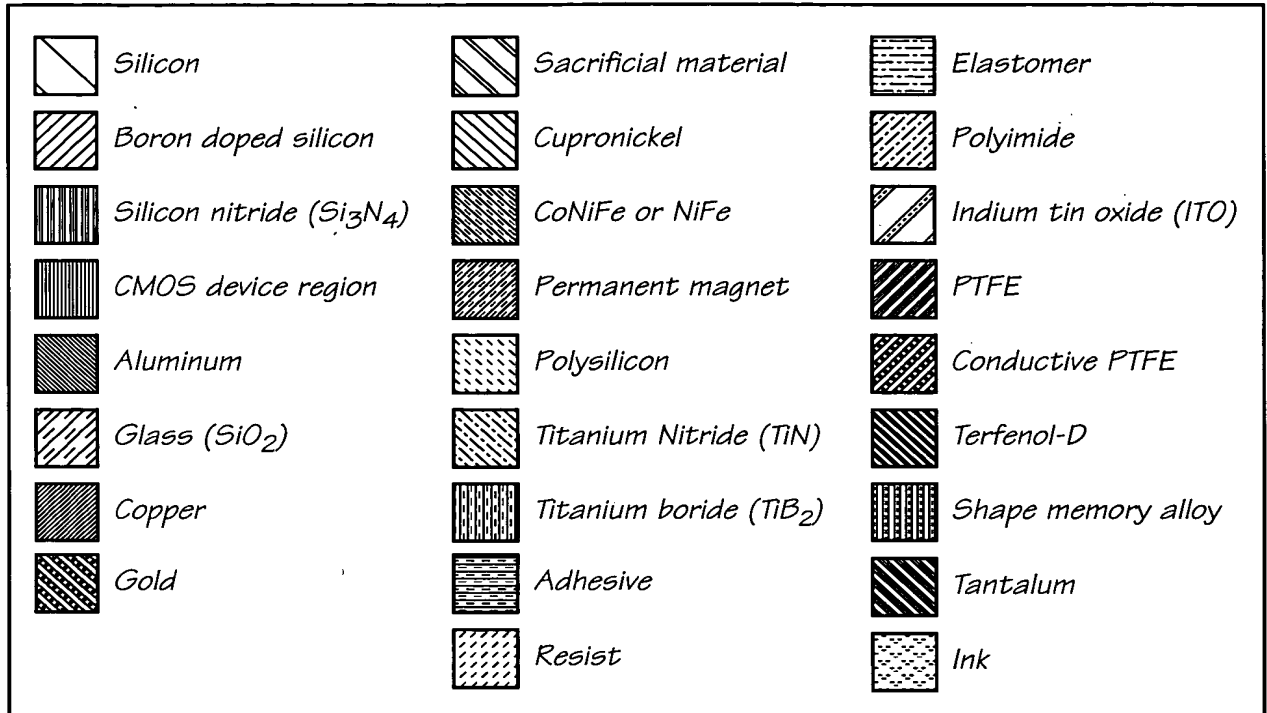 Silicon
Boron doped silicon
Silicon nitride (Si3N4)
CMOS device region
Aluminum
Glass (SiO2)
Copper
Gold
Sacrificial material
Cupronickel
CoNiFe or NiFe
Permanent magnet
Polysilicon
Titanium Nitride (TiN)
Titanium boride (TiB2)
Adhesive
Resist
Elastomer
Polyimide
Indium tin oxide (ITO)
PTFE
Conductive PTFE
Terfenol-D
Shape memory alloy
Tantalum
Ink